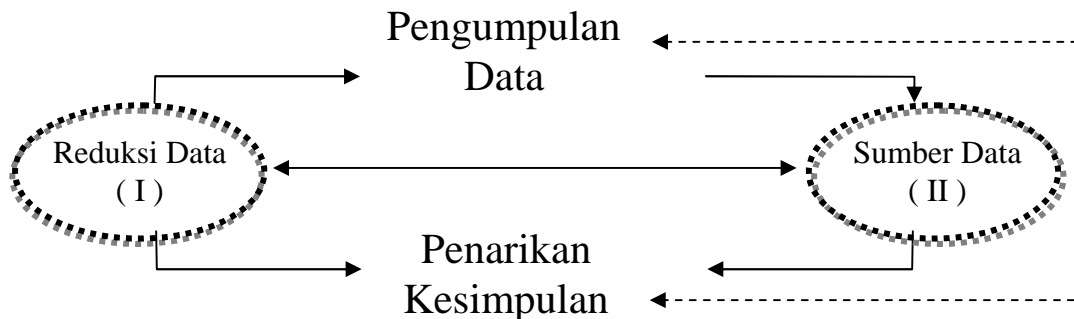 Pengumpulan
Data
Reduksi Data
( I )
Sumber Data
( II )
Penarikan
Kesimpulan